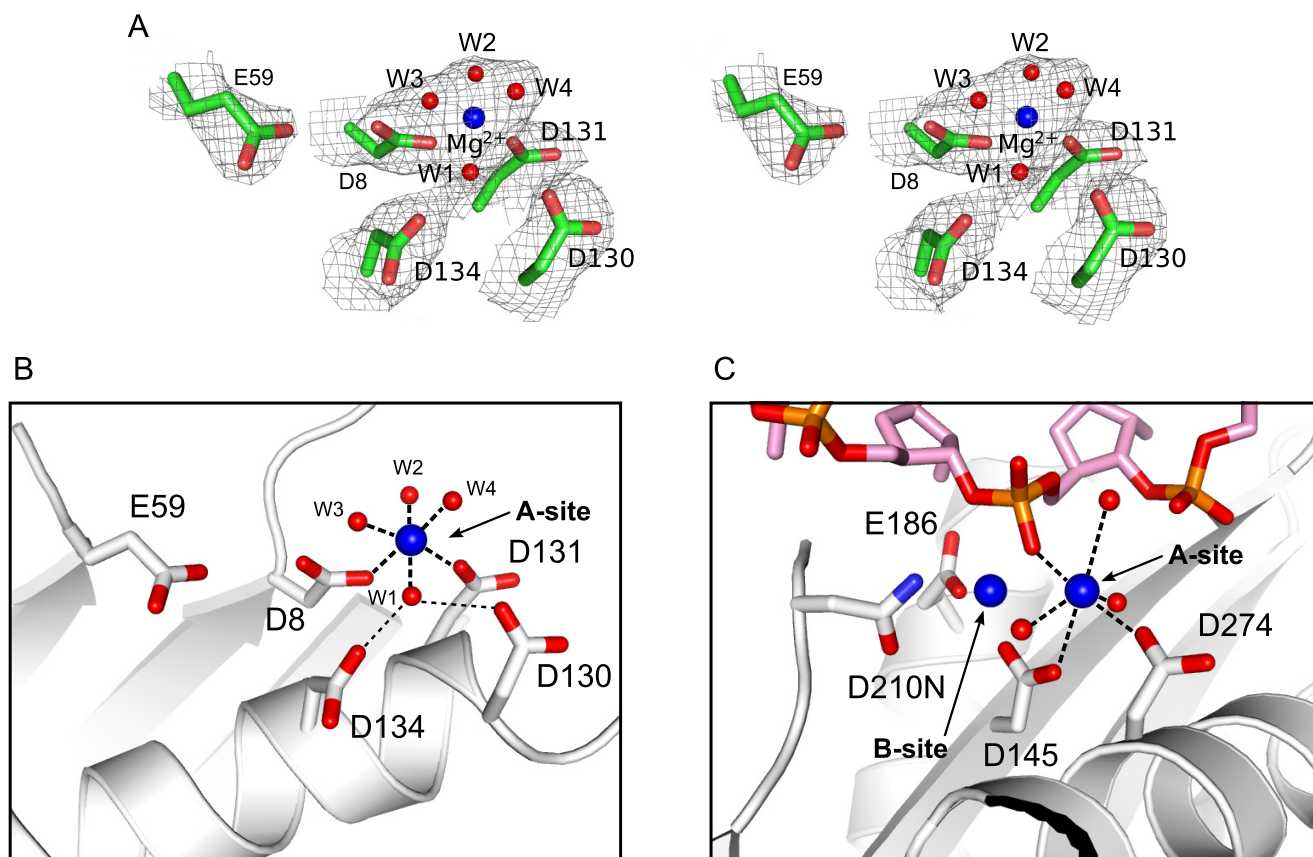 A
W2
W3
W4
E59
Mg²⁺
D131
D8
W1
D134
D130
W2
W3
W4
E59
Mg²⁺
D131
D8
W1
D134
D130
B
W2
W4
W3
E59
A-site
D131
W1
D8
D130
D134
C
E186
A-site
D274
D210N
B-site
D145